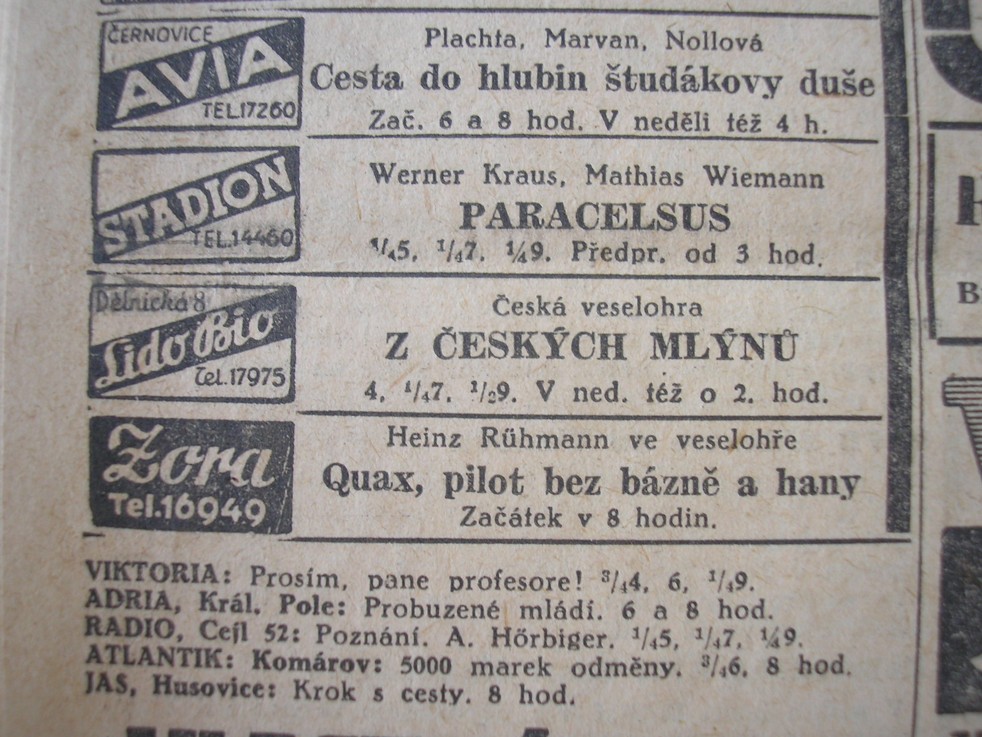 ČERNOVICE
AVIA
TEL.17260
Plachta, Marvan, Nollová
Cesta do hlubin študákovy duše
Zač. 6 a 8 hod. V neděli též 4 h.
STADION
TEL.14460
Werner Kraus, Mathias Wiemann
PARACELSUS
¼5, ¼7, ¼9. Předpr. od 3 hod.
Dělnická 8
Lido Bio
Tel.17975
Česká veselohra
Z ČESKÝCH MLÝNŮ
4, ¼7, ½9. V ned. též o 2. hod.
Zora
Tel.16949
Heinz Rühmann ve veselohře
Quax, pilot bez bázně a hany
Začátek v 8 hodin.
VIKTORIA: Prosím, pane profesore! ¾4, 6, ¼9.
ADRIA, Král. Pole: Probuzené mládí. 6 a 8 hod.
RADIO, Cejl 52: Poznání. A. Hörbiger. ¼5, ¼7, ¼9.
ATLANTIK: Komárov: 5000 marek odměny. ¾6, 8 hod.
JAS, Husovice: Krok s cesty. 8 hod.